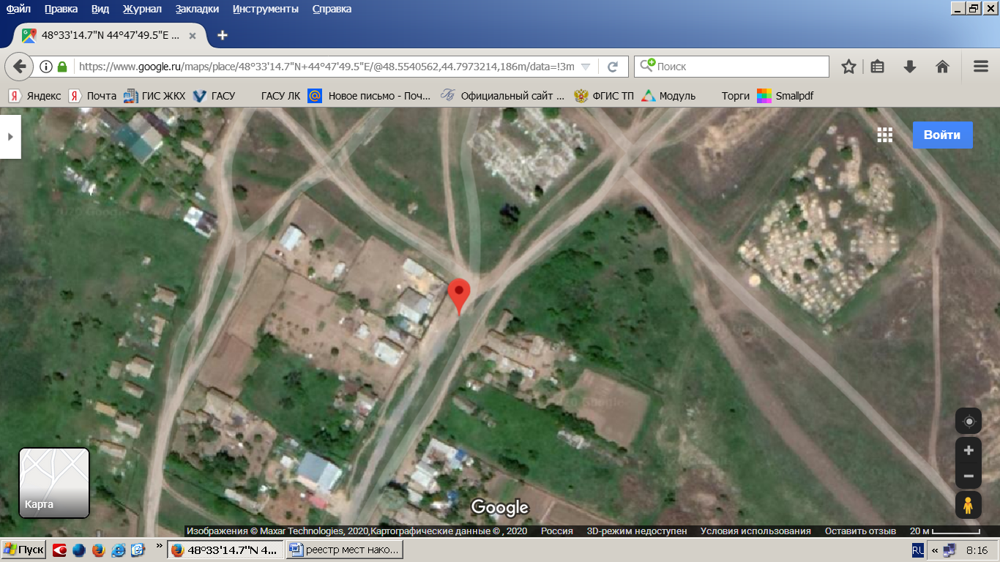 Файл Правка Вид Журнал Закладки Инструменты Справка
48°33'14.7"N 44°47'49.5"E ...
https://www.google.ru/maps/place/48°33'14.7"N+44°47'49.5"E/@48.5540562,44.7973214,186m/data=!3m
Поиск
Яндекс Почта ГИС ЖКХ ГАСУ ГАСУ ЛК Новое письмо - Поч... Официальный сайт ... ФГИС ТП Модуль Торги Smallpdf
Войти
Карта
Google
Изображения © Maxar Technologies, 2020,Картографические данные © , 2020 Россия 3D-режим недоступен Условия использования Оставить отзыв 20 м
Пуск » 48°33'14.7"N 4... реестр мест нако... RU « 8:16